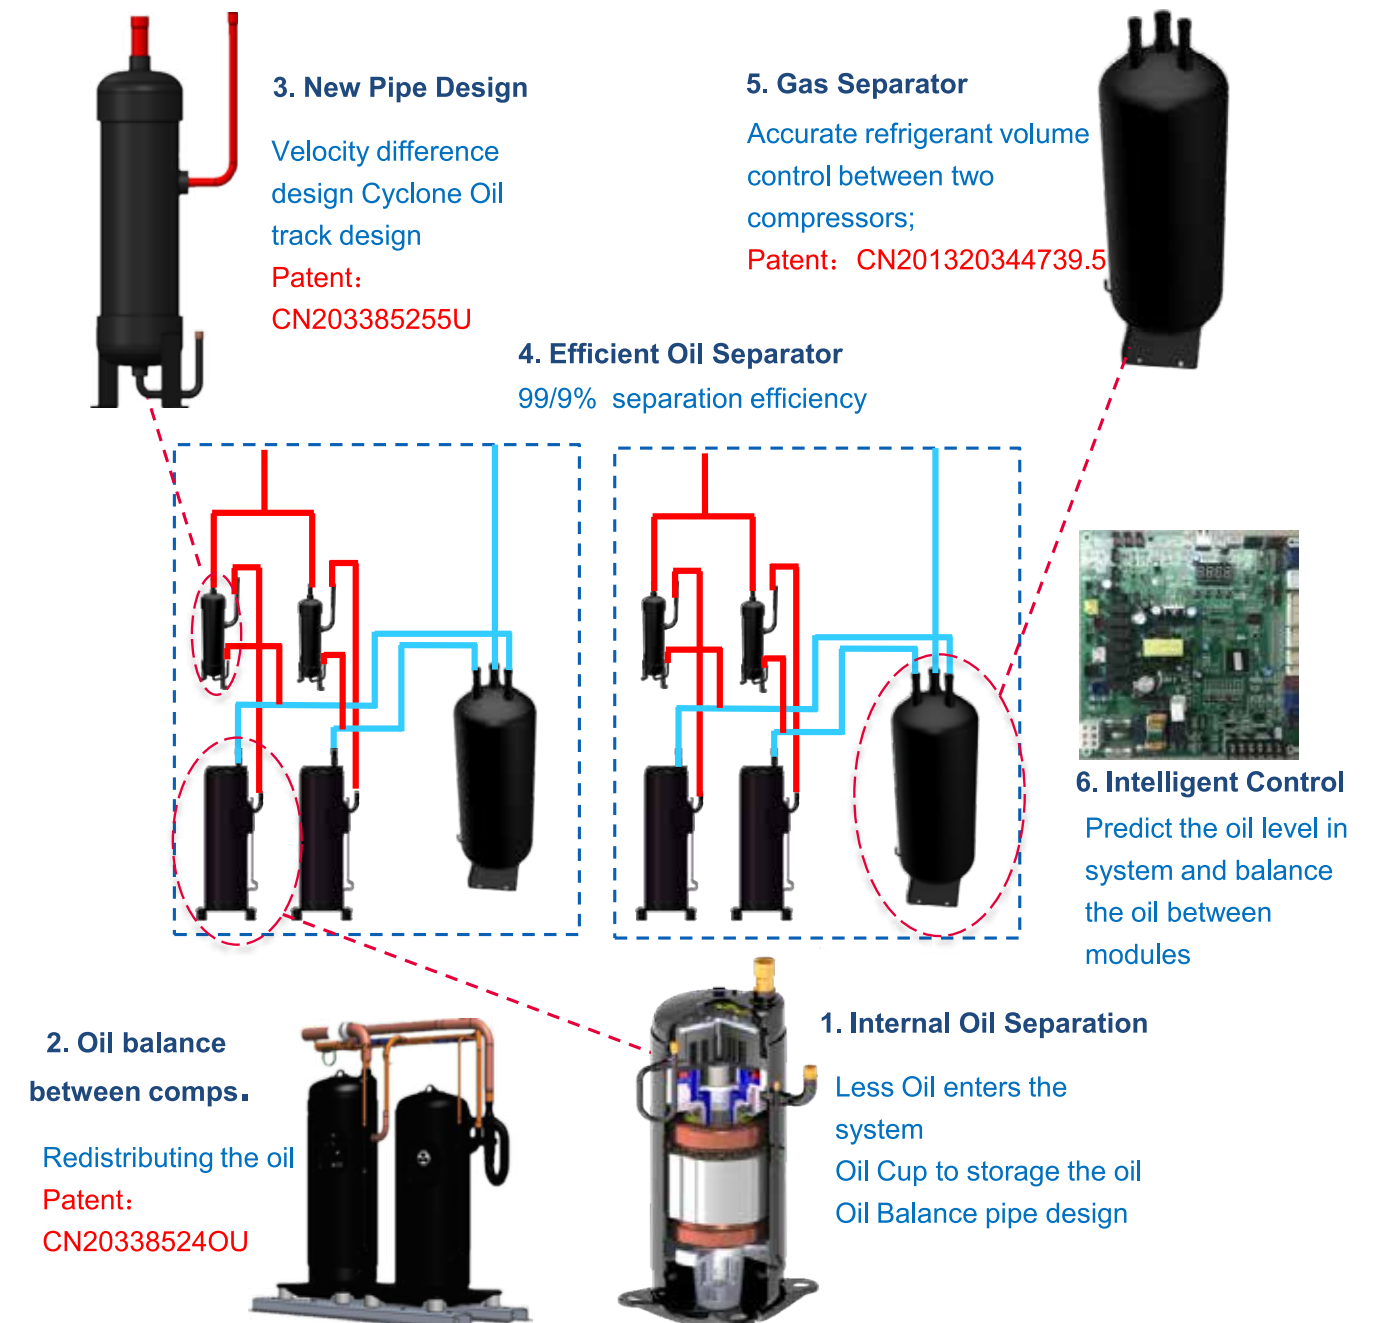 3. New Pipe Design
Velocity difference
design Cyclone Oil
track design
Patent：
CN203385255U
5. Gas Separator
Accurate refrigerant volume
control between two
compressors;
Patent： CN201320344739.5
4. Efficient Oil Separator
99/9% separation efficiency
6. Intelligent Control
Predict the oil level in
system and balance
the oil between
modules
2. Oil balance
between comps.
Redistributing the oil
Patent：
CN20338524OU
1. Internal Oil Separation
Less Oil enters the
system
Oil Cup to storage the oil
Oil Balance pipe design